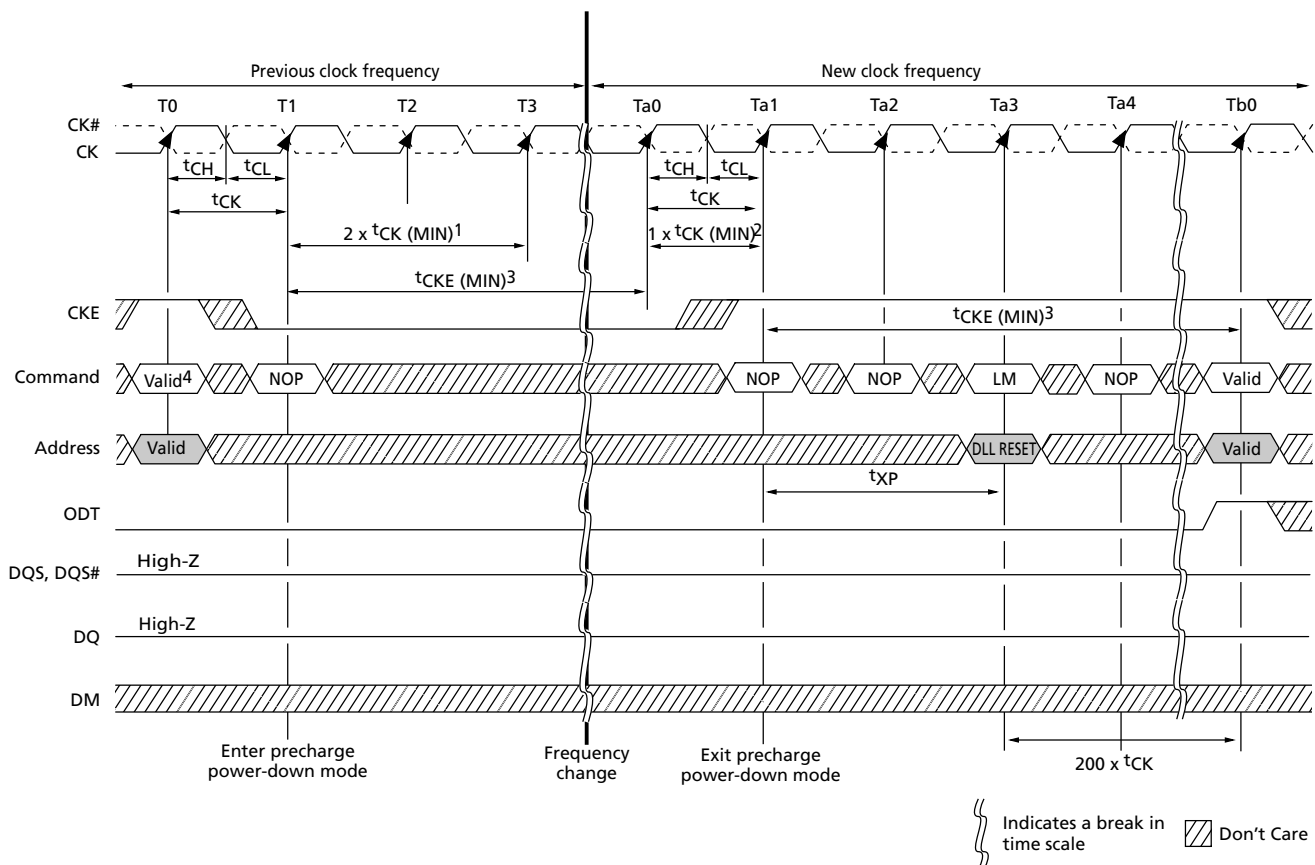 Previous clock frequency New clock frequency
T0 T1 T2 T3 Ta0 Ta1 Ta2 Ta3 Ta4 Tb0
CK#
CK
tCH tCL tCH tCL
tCK tCK
2 x tCK (MIN)1 1 x tCK (MIN)2
tCKE (MIN)3
CKE tCKE (MIN)3
Command Valid4 NOP NOP NOP LM NOP Valid
Address Valid DLL RESET Valid
tXP
ODT
DQS, DQS# High-Z
DQ High-Z
DM
Enter precharge
power-down mode
Frequency
change
Exit precharge
power-down mode
200 x tCK
Indicates a break in
time scale
Don't Care